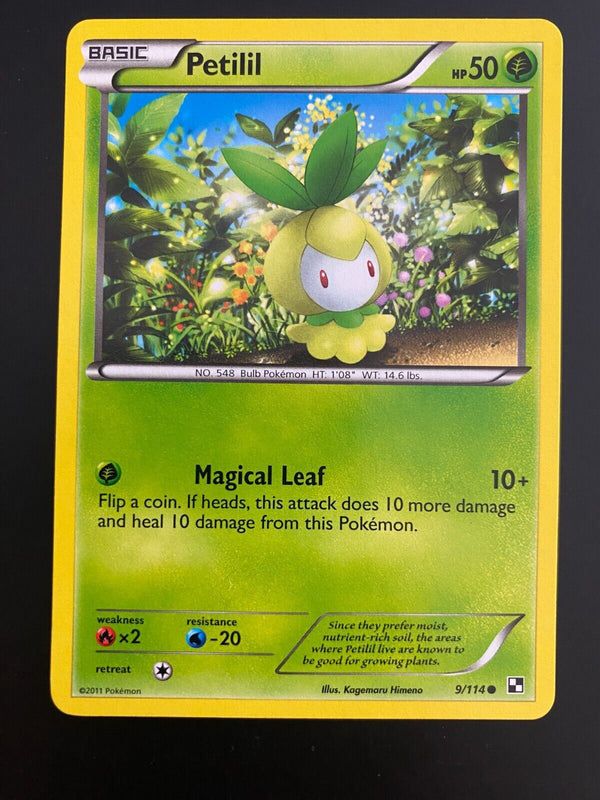 BASIC Petilil HP 50
NO. 548 Bulb Pokémon HT: 1'08" WT: 14.6 lbs.
Magical Leaf 10+
Flip a coin. If heads, this attack does 10 more damage
and heal 10 damage from this Pokémon.
weakness resistance
×2 -20
retreat
Since they prefer moist,
nutrient-rich soil, the areas
where Petilil live are known to
be good for growing plants.
©2011 Pokémon Illus. Kagemaru Himeno 9/114